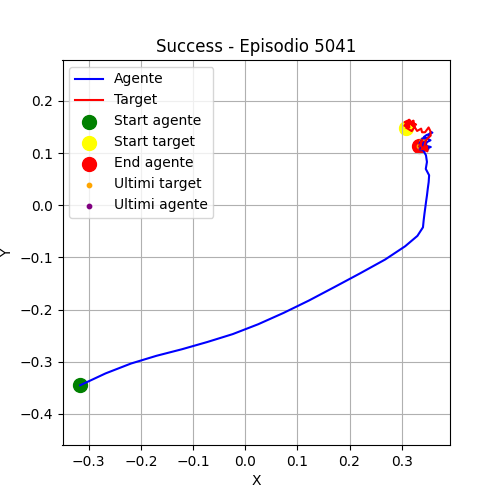 Success - Episodio 5041
Agente
Target
Start agente
Start target
End agente
Ultimi target
Ultimi agente
0.2
0.1
0.0
−0.1
−0.2
−0.3
−0.4
Y
−0.3
−0.2
−0.1
0.0
0.1
0.2
0.3
X